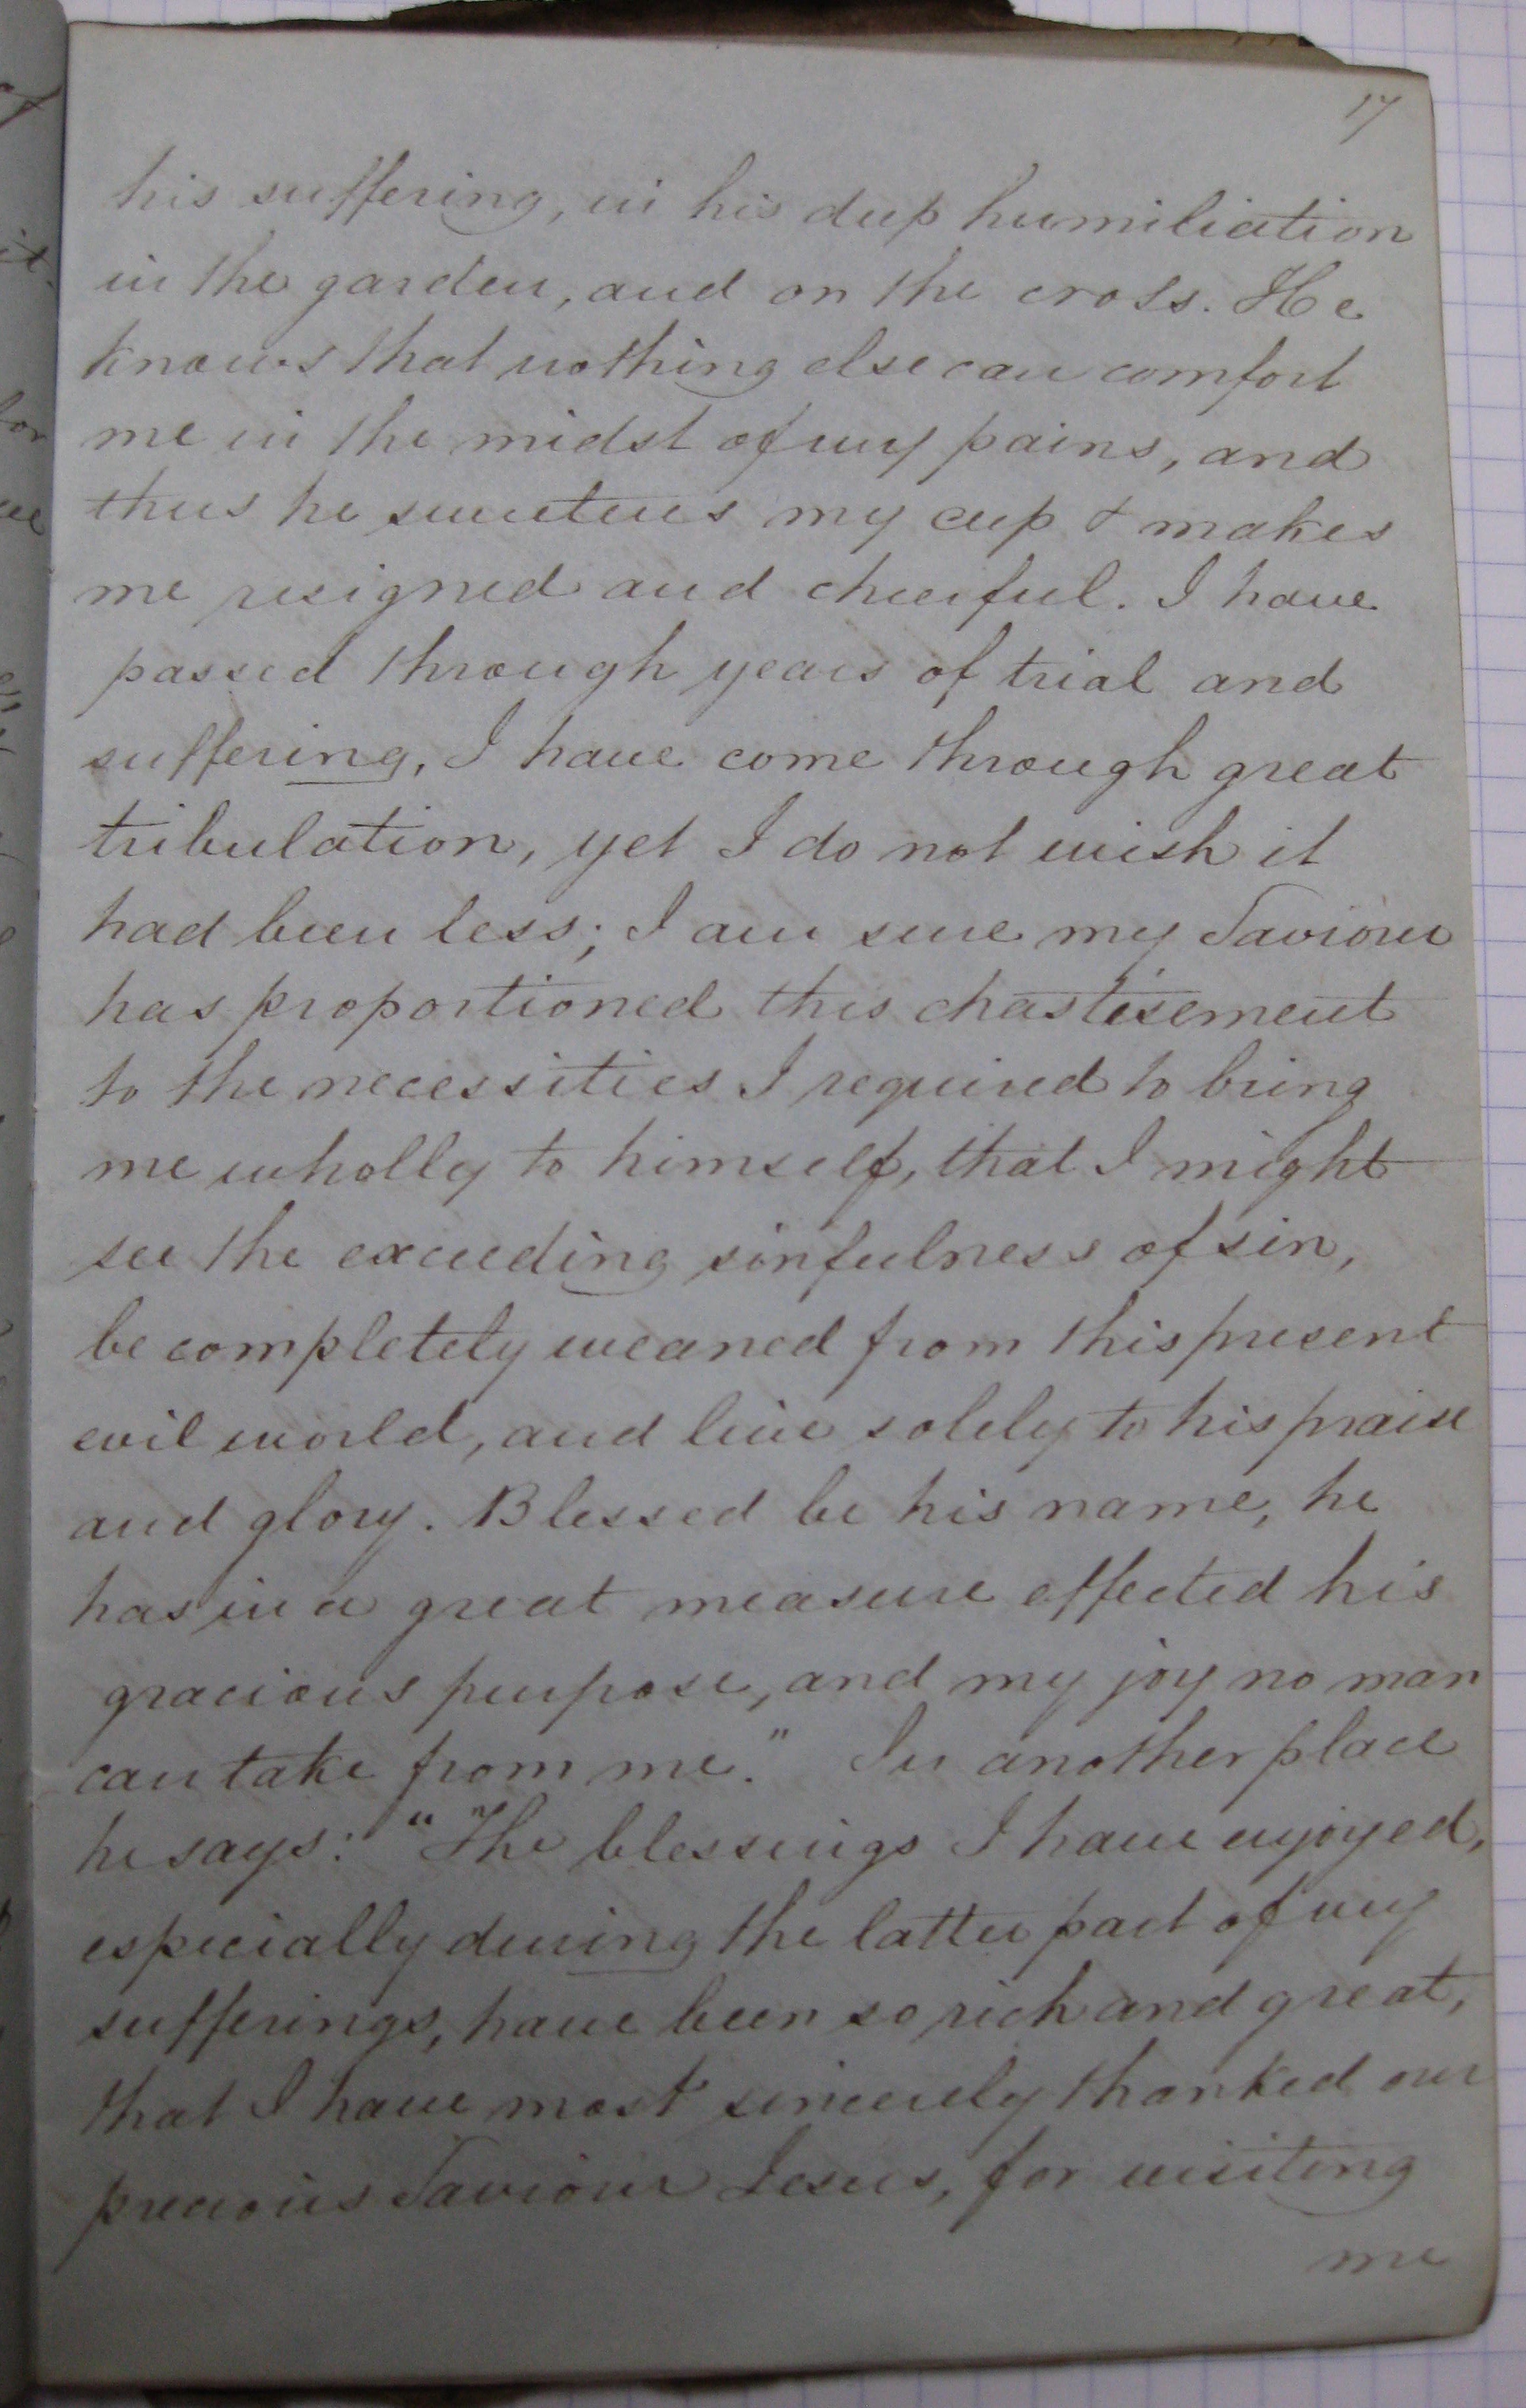 17
his suffering, in his deep humiliation
in the garden, and on the cross. He
knows that nothing else can comfort
me in the midst of my pains, and
thus he sweetens my cup & makes
me resigned and cheerful. I have
passed through years of trial and
suffering, I have come through great
tribulation, yet I do not wish it
had been less; I am sure my Saviour
has proportioned this chastisement
to the necessities I required to bring
me wholly to himself, that I might
see the exceeding sinfulness of sin,
be completely weaned from this present
evil world, and live solely to his praise
and glory. Blessed be his name, he
has in a great measure effected his
gracious purpose, and my joy no man
can take from me." In another place
he says: "The blessings I have enjoyed,
especially during the latter part of my
sufferings, have been so rich and great,
that I have most sincerely thanked our
precious Saviour Jesus, for visiting
me